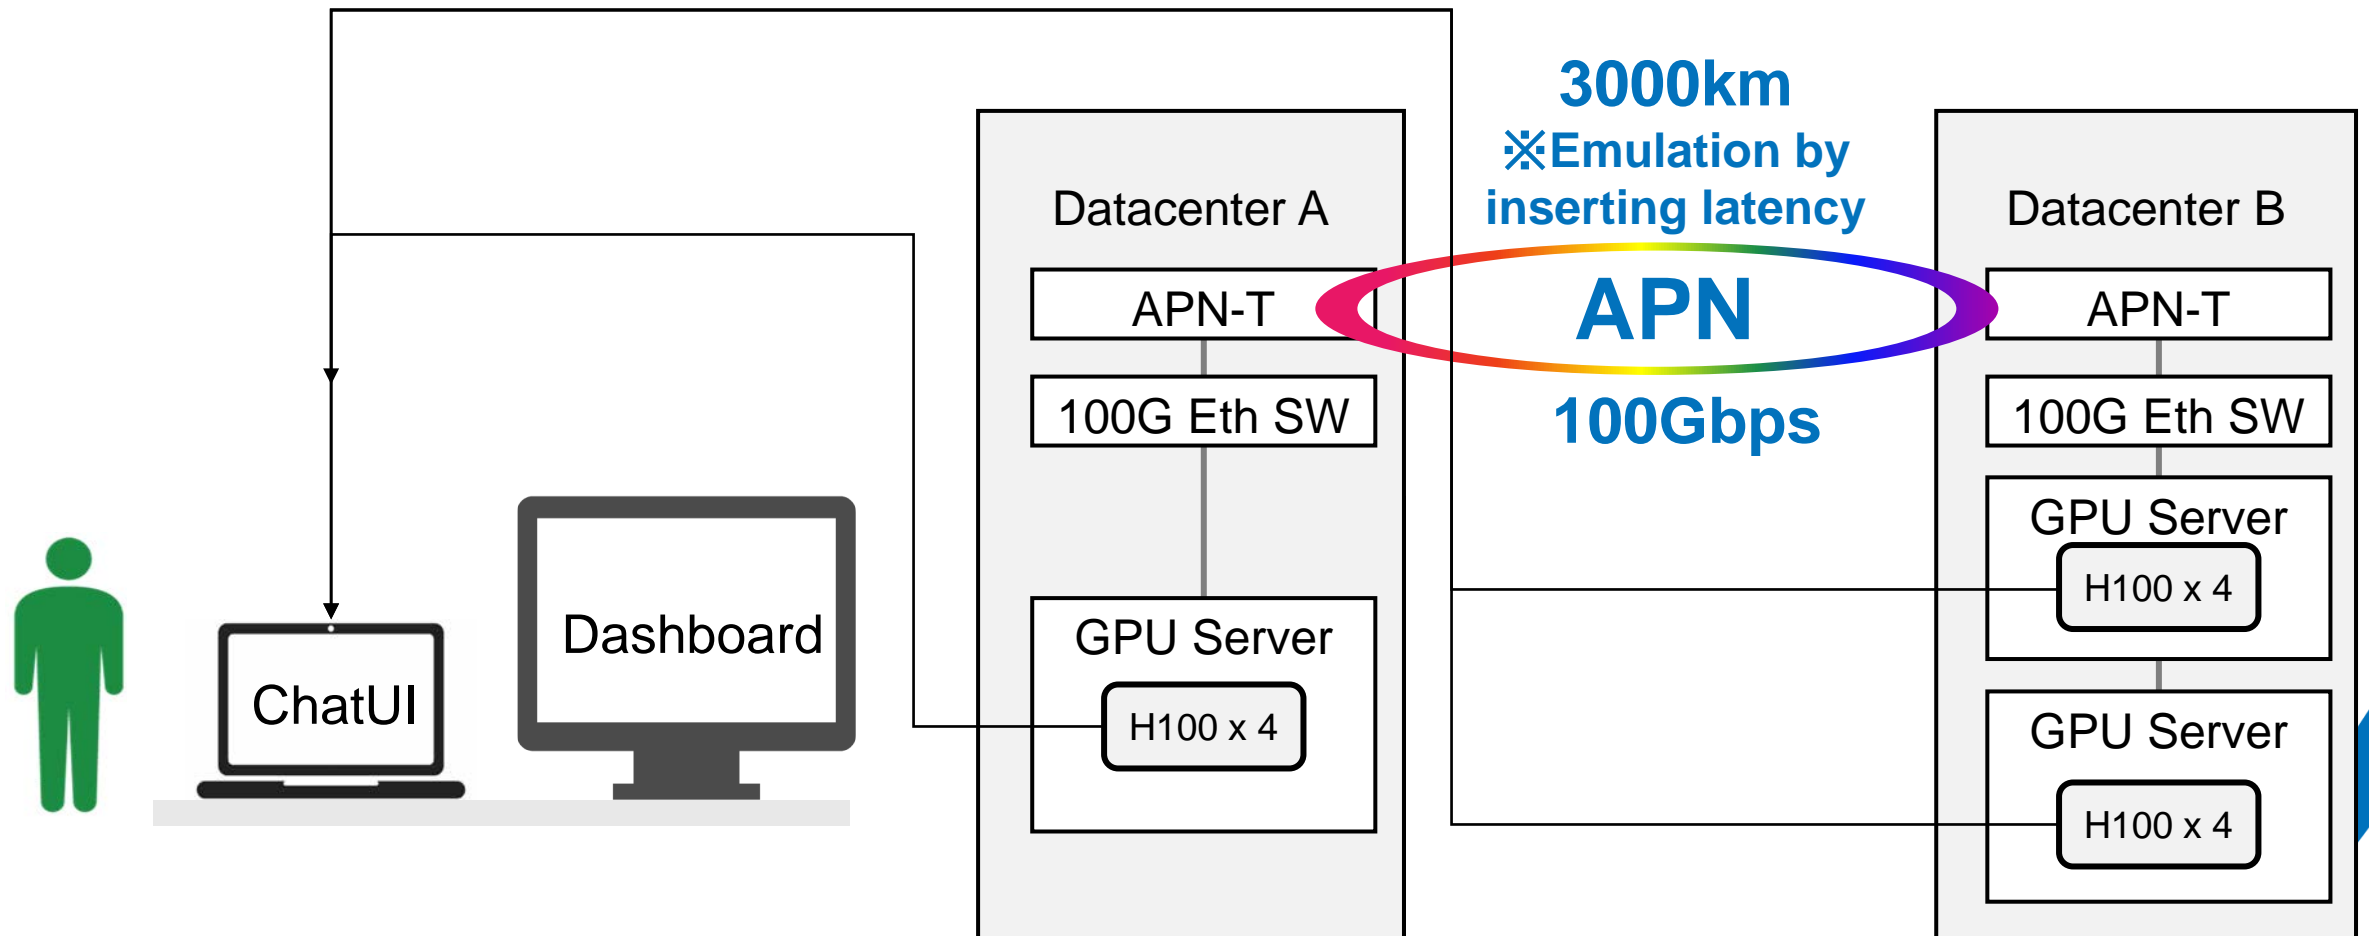 3000km
※Emulation by
inserting latency
APN
100Gbps
Datacenter A
APN-T
100G Eth SW
GPU Server
H100 x 4
Datacenter B
APN-T
100G Eth SW
GPU Server
H100 x 4
GPU Server
H100 x 4
ChatUI
Dashboard